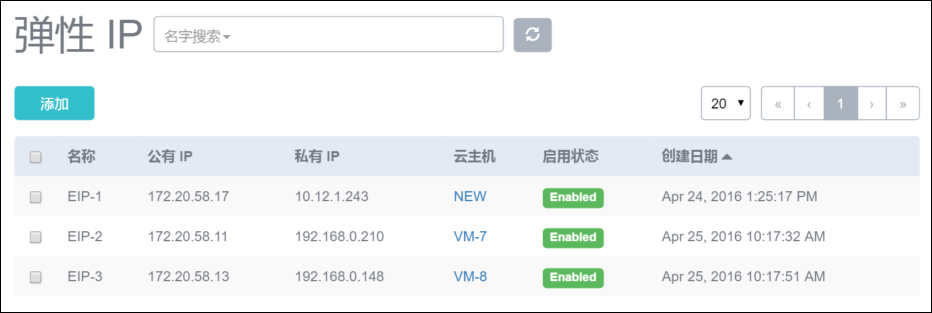 弹性 IP 名字搜索
添加 20 « ‹ 1 › »
名称 公有 IP 私有 IP 云主机 启用状态 创建日期
EIP-1 172.20.58.17 10.12.1.243 NEW Enabled Apr 24, 2016 1:25:17 PM
EIP-2 172.20.58.11 192.168.0.210 VM-7 Enabled Apr 25, 2016 10:17:32 AM
EIP-3 172.20.58.13 192.168.0.148 VM-8 Enabled Apr 25, 2016 10:17:51 AM